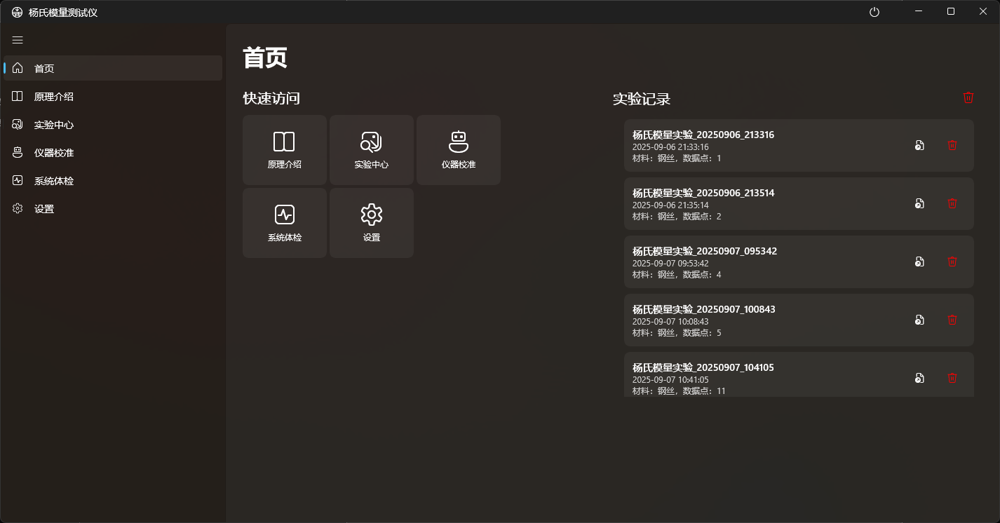 杨氏模量测试仪
首页
原理介绍
实验中心
仪器校准
系统体检
设置
首页
快速访问
原理介绍
实验中心
仪器校准
系统体检
设置
实验记录
杨氏模量实验_20250906_213316
2025-09-06 21:33:16
材料：钢丝，数据点：1
杨氏模量实验_20250906_213514
2025-09-06 21:35:14
材料：钢丝，数据点：2
杨氏模量实验_20250907_095342
2025-09-07 09:53:42
材料：钢丝，数据点：4
杨氏模量实验_20250907_100843
2025-09-07 10:08:43
材料：钢丝，数据点：5
杨氏模量实验_20250907_104105
2025-09-07 10:41:05
材料：钢丝，数据点：11